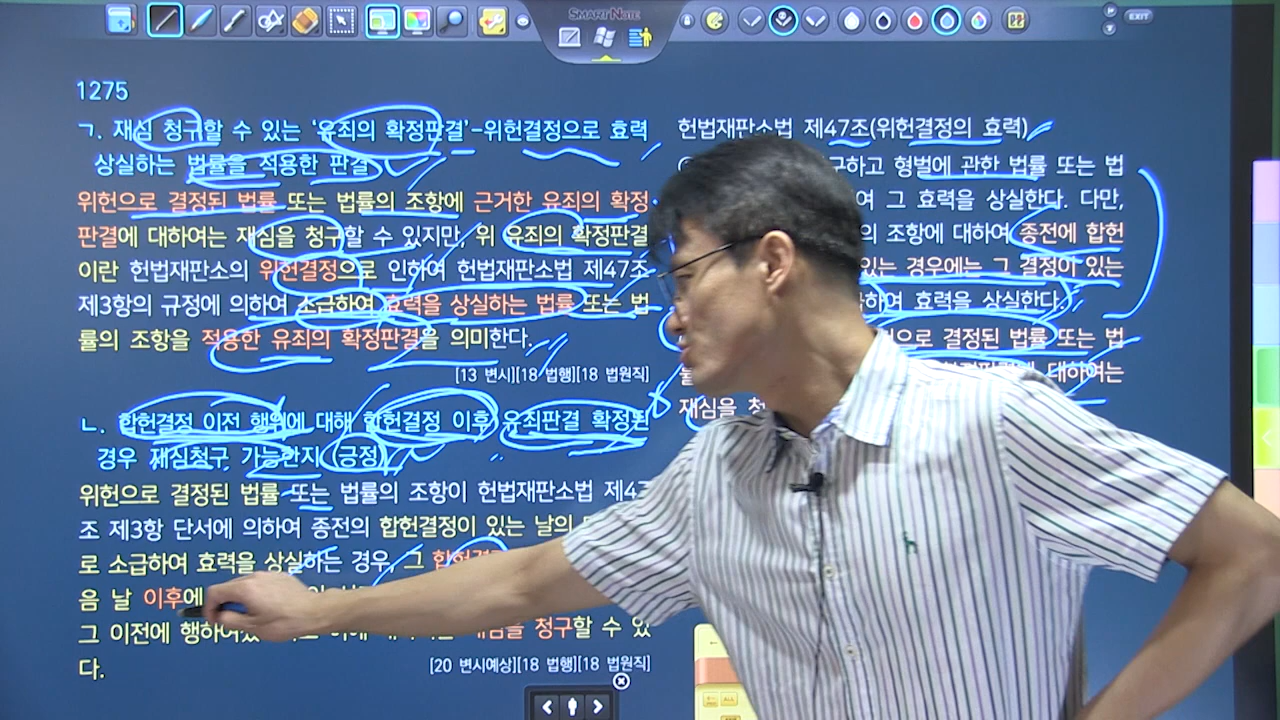 SMART NOTE
EXIT
1275
ㄱ. 재심 청구할 수 있는 '유죄의 확정판결'-위헌결정으로 효력
상실하는 법률을 적용한 판결
위헌으로 결정된 법률 또는 법률의 조항에 근거한 유죄의 확정
판결에 대하여는 재심을 청구할 수 있지만, 위 유죄의 확정판결
이란 헌법재판소의 위헌결정으로 인하여 헌법재판소법 제47조
제3항의 규정에 의하여 소급하여 효력을 상실하는 법률 또는 법
률의 조항을 적용한 유죄의 확정판결을 의미한다.
[13 변시][18 법행][18 법원직]
ㄴ. 합헌결정 이전 행위에 대해 합헌결정 이후 유죄판결 확정된
경우 재심청구 가능한지 (긍정)
위헌으로 결정된 법률 또는 법률의 조항이 헌법재판소법 제47
조 제3항 단서에 의하여 종전의 합헌결정이 있는 날의
로 소급하여 효력을 상실하는 경우, 그
음 날 이후에
그 이전에 청구할 수 있
다.
[20 변시예상][18 법행][18 법원직]
헌법재판소법 제47조(위헌결정의 효력)
하고 형벌에 관한 법률 또는 법
여 그 효력을 상실한다. 다만,
의 조항에 대하여 종전에 합헌
있는 경우에는 그 결정이 있는
하여 효력을 상실한다.
으로 결정된 법률 또는 법
대하여는
재심을 청